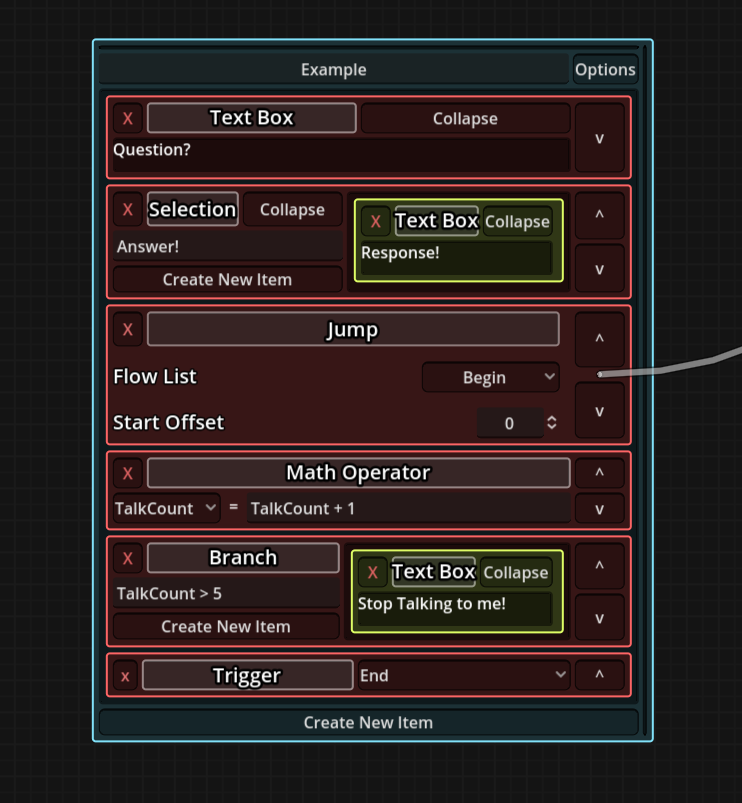 Example Options
X Text Box Collapse v
Question?
X Selection Collapse X Text Box Collapse ^
Answer! Response!
Create New Item v
X Jump ^
Flow List Begin
Start Offset 0 v
X Math Operator ^
TalkCount = TalkCount + 1 v
X Branch X Text Box Collapse ^
TalkCount > 5 Stop Talking to me!
Create New Item v
x Trigger End ^
Create New Item